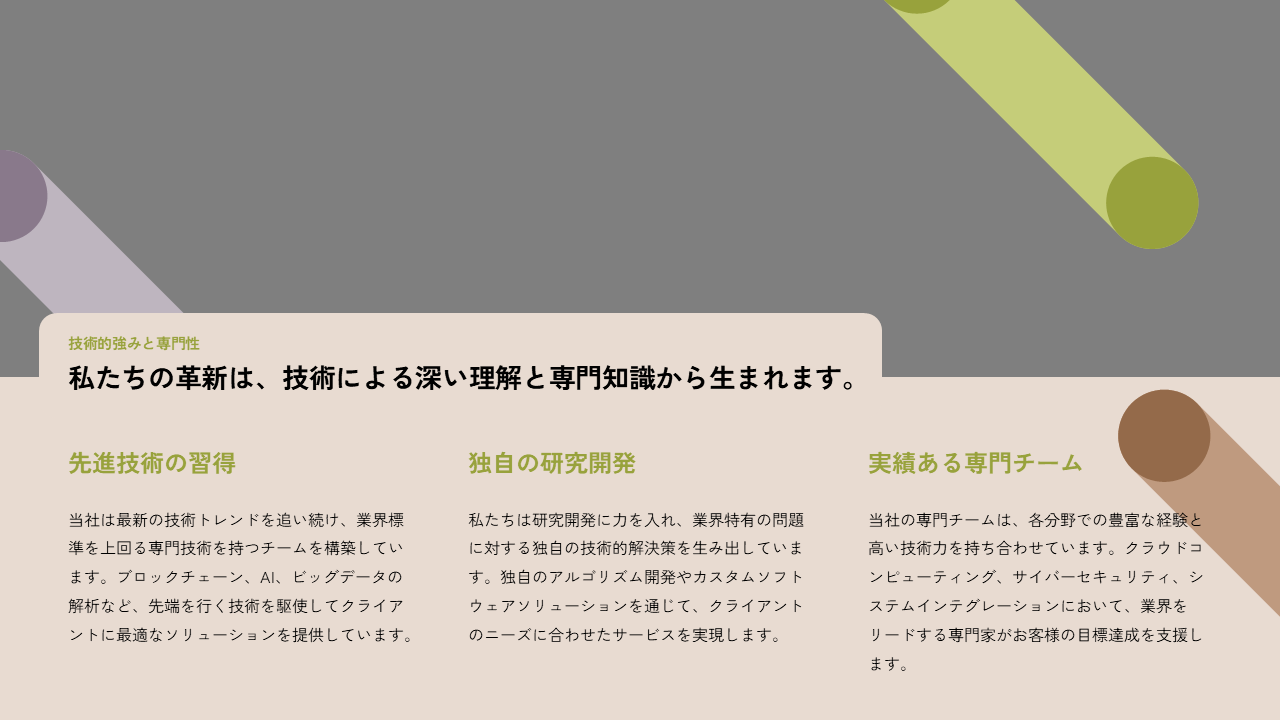 技術的強みと専門性
私たちの革新は、技術による深い理解と専門知識から生まれます。
先進技術の習得
当社は最新の技術トレンドを追い続け、業界標
準を上回る専門技術を持つチームを構築してい
ます。ブロックチェーン、AI、ビッグデータの
解析など、先端を行く技術を駆使してクライア
ントに最適なソリューションを提供しています。
独自の研究開発
私たちは研究開発に力を入れ、業界特有の問題
に対する独自の技術的解決策を生み出していま
す。独自のアルゴリズム開発やカスタムソフト
ウェアソリューションを通じて、クライアント
のニーズに合わせたサービスを実現します。
実績ある専門チーム
当社の専門チームは、各分野での豊富な経験と
高い技術力を持ち合わせています。クラウドコ
ンピューティング、サイバーセキュリティ、シ
ステムインテグレーションにおいて、業界を
リードする専門家がお客様の目標達成を支援し
ます。